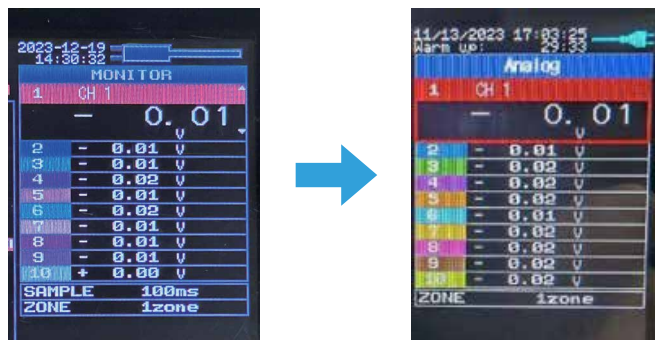 2023-12-19
14:30:32
MONITOR
1 CH 1
- 0.01
V
2 - 0.01 V
3 - 0.01 V
4 - 0.02 V
5 - 0.01 V
6 - 0.02 V
7 - 0.01 V
8 - 0.01 V
9 - 0.01 V
10 + 0.00 V
SAMPLE 100ms
ZONE 1zone
11/13/2023 17:03:25
Warm up: 29:33
Analog
1 CH 1
- 0.01
V
2 - 0.01 V
3 - 0.02 V
4 - 0.02 V
5 - 0.02 V
6 - 0.01 V
7 - 0.02 V
8 - 0.02 V
9 - 0.02 V
10 - 0.02 V
ZONE 1zone